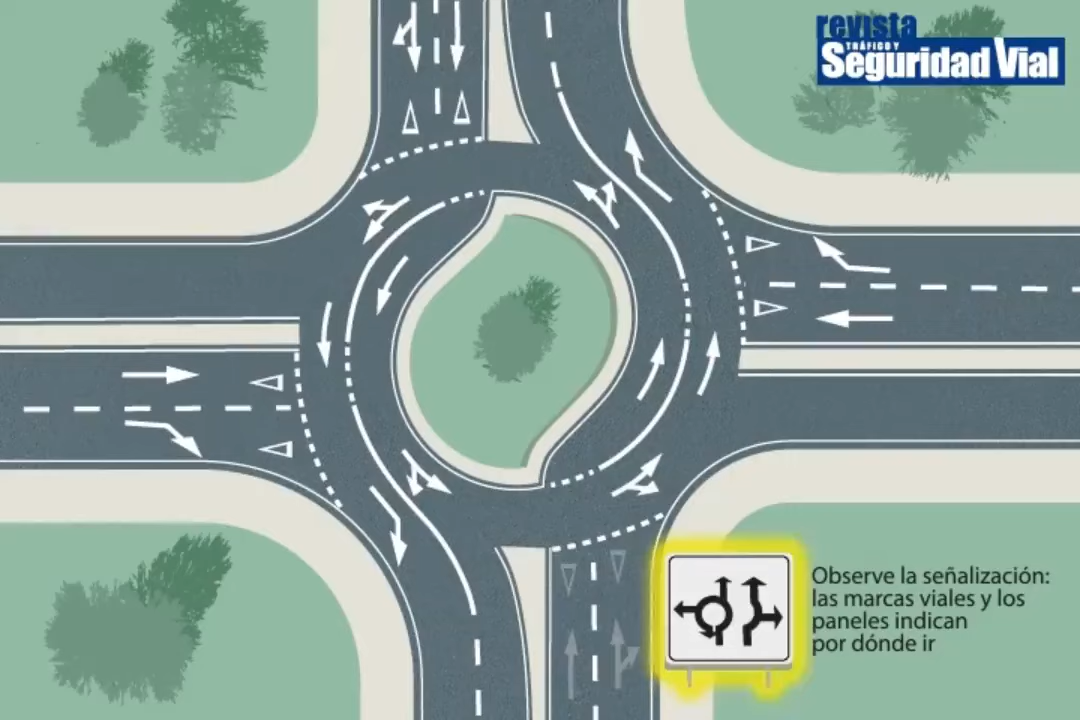 revista
TRÁFICO Y
Seguridad Vial
Observe la señalización:
las marcas viales y los
paneles indican
por dónde ir